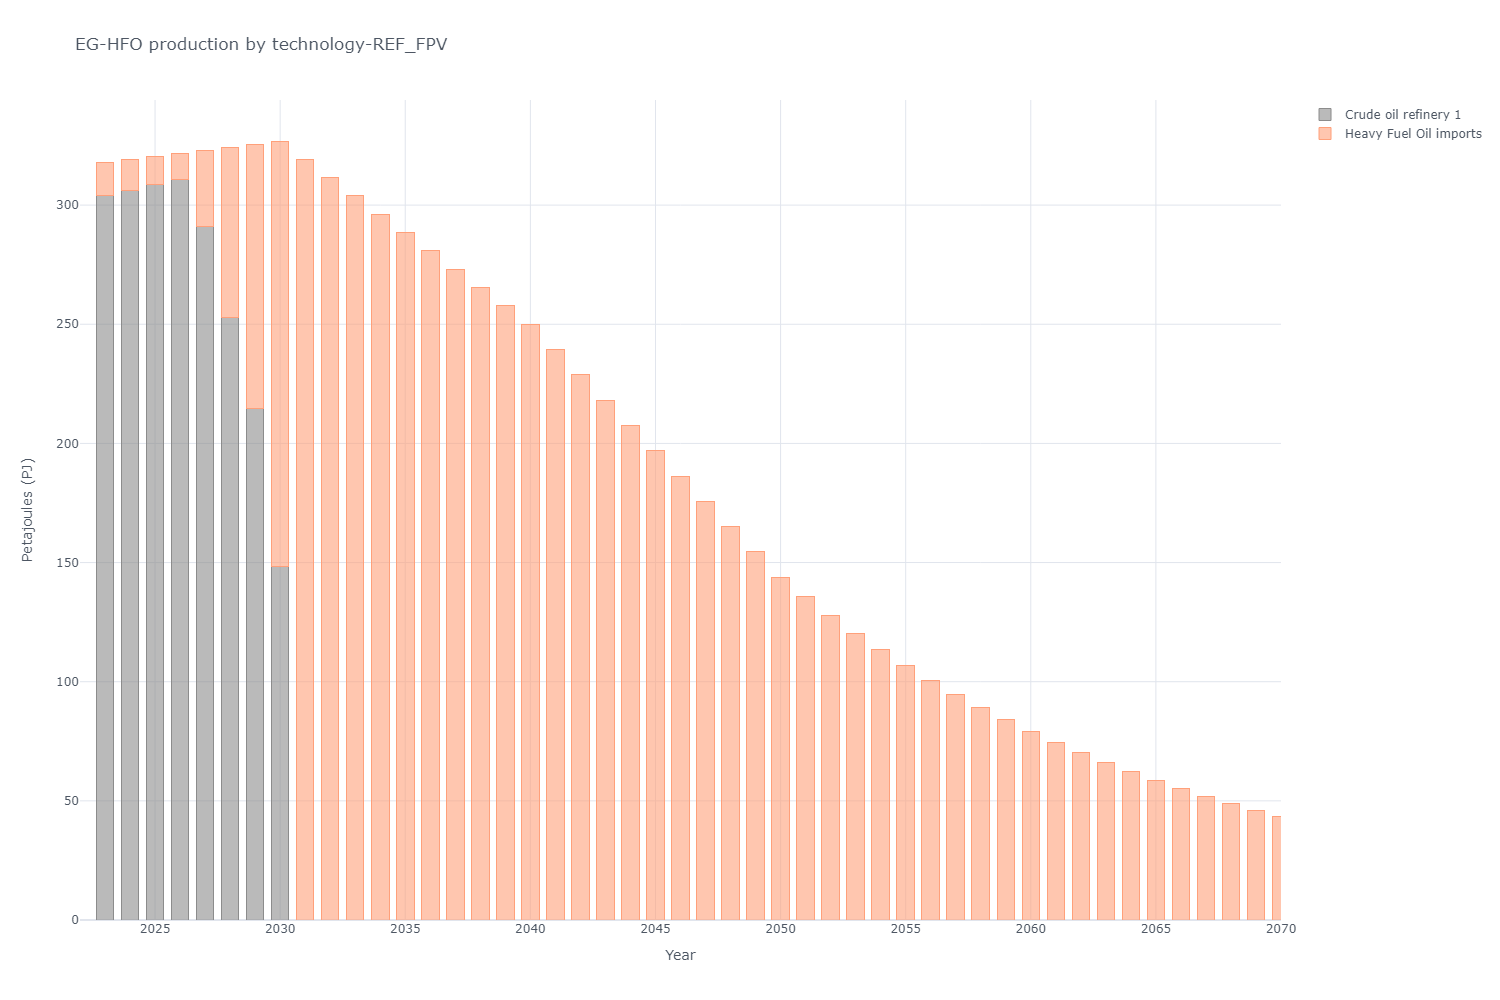 EG-HFO production by technology-REF_FPV
Crude oil refinery 1
Heavy Fuel Oil imports
300
250
200
150
100
50
0
Petajoules (PJ)
2025 2030 2035 2040 2045 2050 2055 2060 2065 2070
Year